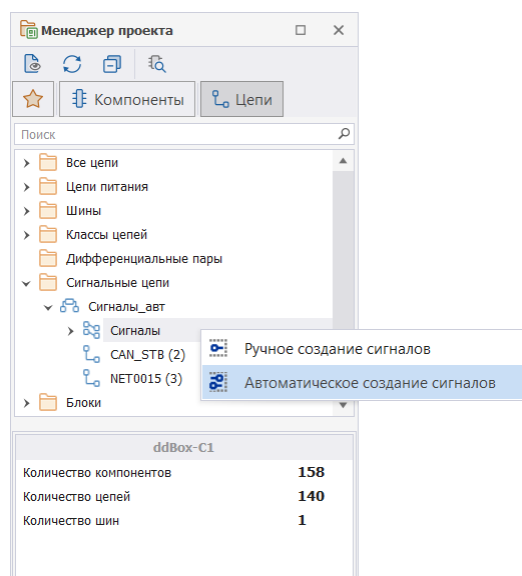 Менеджер проекта
Компоненты
Цепи
Поиск
Все цепи
Цепи питания
Шины
Классы цепей
Дифференциальные пары
Сигнальные цепи
Сигналы_авт
Сигналы
Ручное создание сигналов
CAN_STB (2)
Автоматическое создание сигналов
NET0015 (3)
Блоки
ddBox-C1
Количество компонентов 158
Количество цепей 140
Количество шин 1